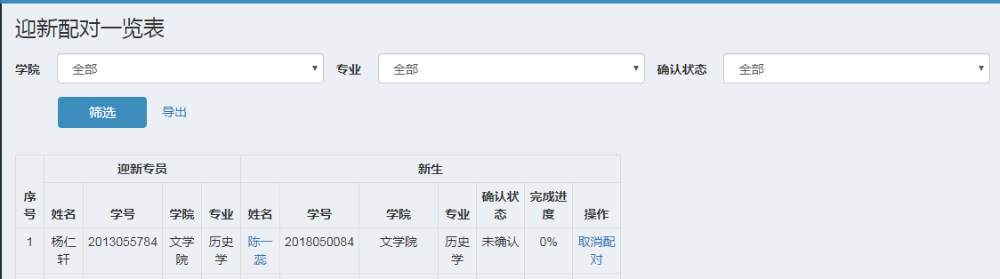 迎新配对一览表
学院 全部 专业 全部 确认状态 全部
筛选 导出
迎新专员 新生
序号 姓名 学号 学院 专业 姓名 学号 学院 专业 确认状态 完成进度 操作
1 杨仁轩 2013055784 文学院 历史学 陈一蕊 2018050084 文学院 历史学 未确认 0% 取消配对